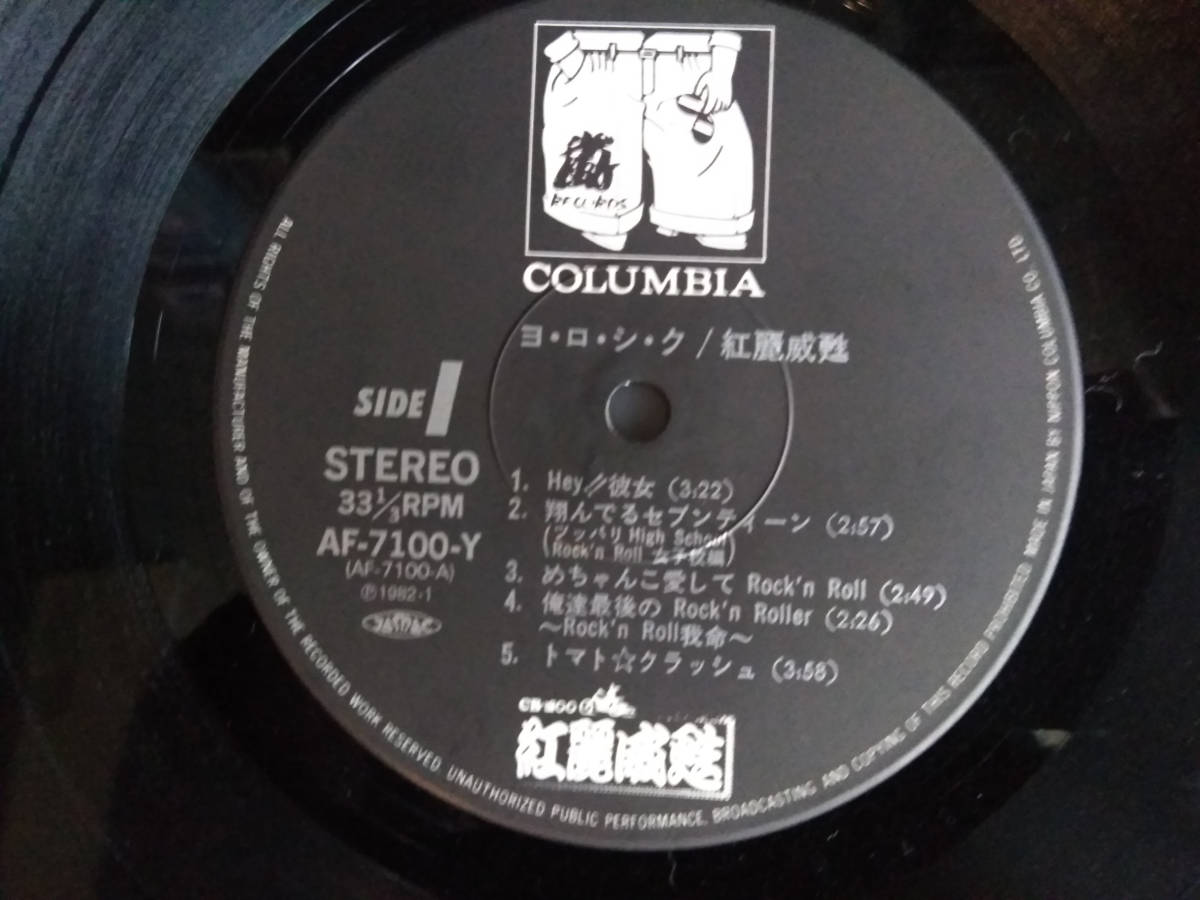 嵐
RECORDS
COLUMBIA
ヨ・ロ・シ・ク / 紅麗威甦
SIDE 1
STEREO
33 1/3 RPM
AF-7100-Y
(AF-7100-A)
Ⓟ1982・1
JASRAC
1. Hey!!彼女 (3:22)
2. 翔んでるセブンティーン (2:57)
(ツッパリ High School
Rock'n Roll 女子校編)
3. めちゃんこ愛して Rock'n Roll (2:49)
4. 俺達最後の Rock'n Roller (2:26)
〜Rock'n Roll我命〜
5. トマト☆クラッシュ (3:58)
紅麗威甦
ALL RIGHTS OF THE MANUFACTURER AND OF THE OWNER OF THE RECORDED WORK RESERVED. UNAUTHORIZED PUBLIC PERFORMANCE, BROADCASTING AND COPYING OF THIS RECORD PROHIBITED MADE IN JAPAN BY NIPPON COLUMBIA CO., LTD.